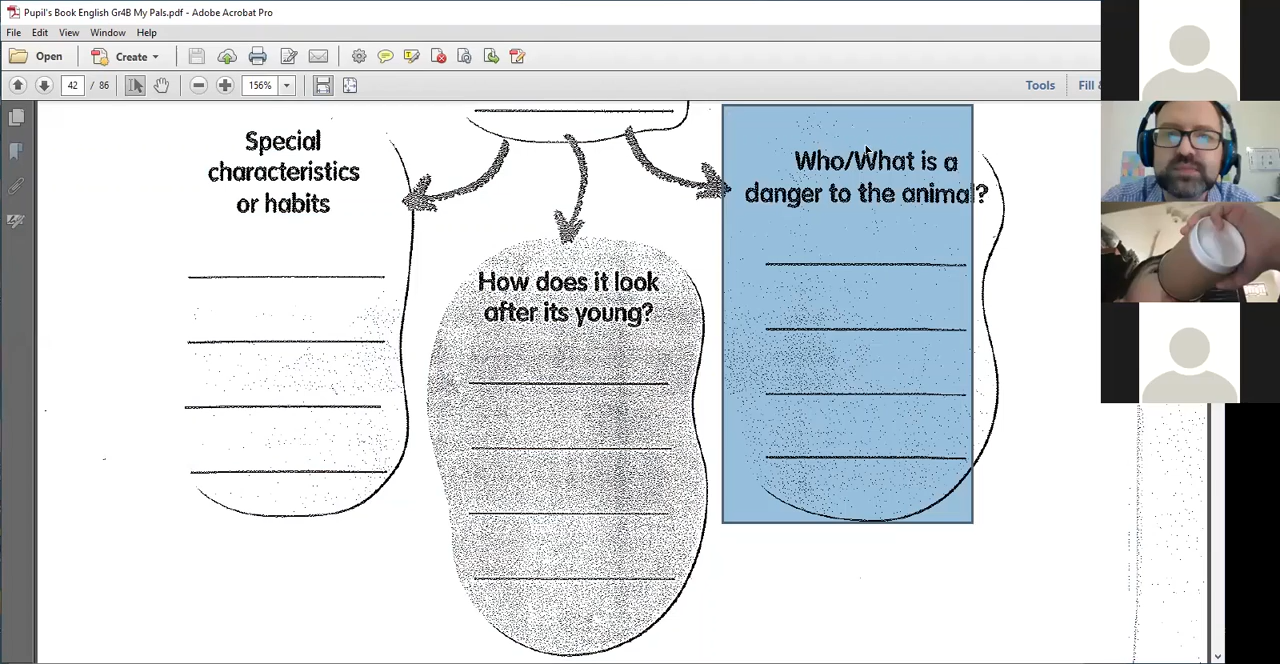 Pupil's Book English Gr4B My Pals.pdf - Adobe Acrobat Pro
File Edit View Window Help
Open Create
42 / 86 156% Tools Fill &
Special
characteristics
or habits
How does it look
after its young?
Who/What is a
danger to the animal?